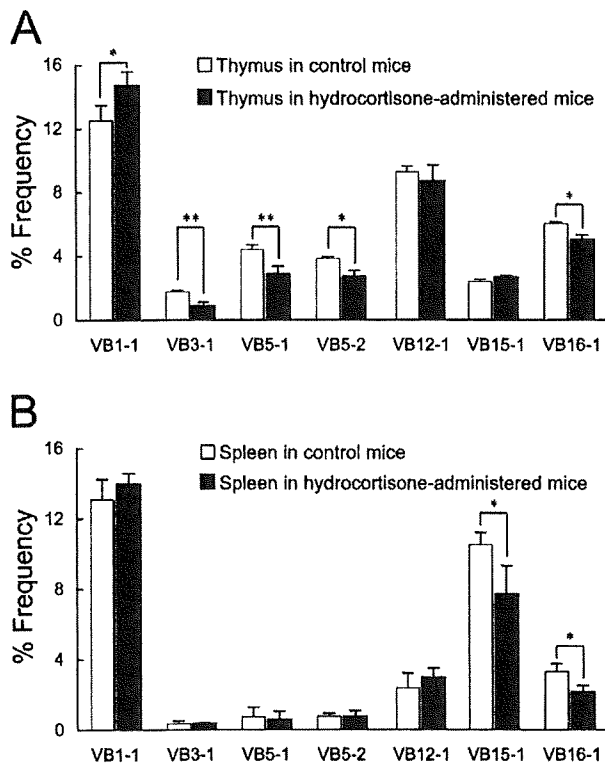 A
% Frequency
16
12
8
4
0
Thymus in control mice
Thymus in hydrocortisone-administered mice
*
**
**
*
*
VB1-1 VB3-1 VB5-1 VB5-2 VB12-1 VB15-1 VB16-1
B
% Frequency
16
12
8
4
0
Spleen in control mice
Spleen in hydrocortisone-administered mice
*
*
VB1-1 VB3-1 VB5-1 VB5-2 VB12-1 VB15-1 VB16-1